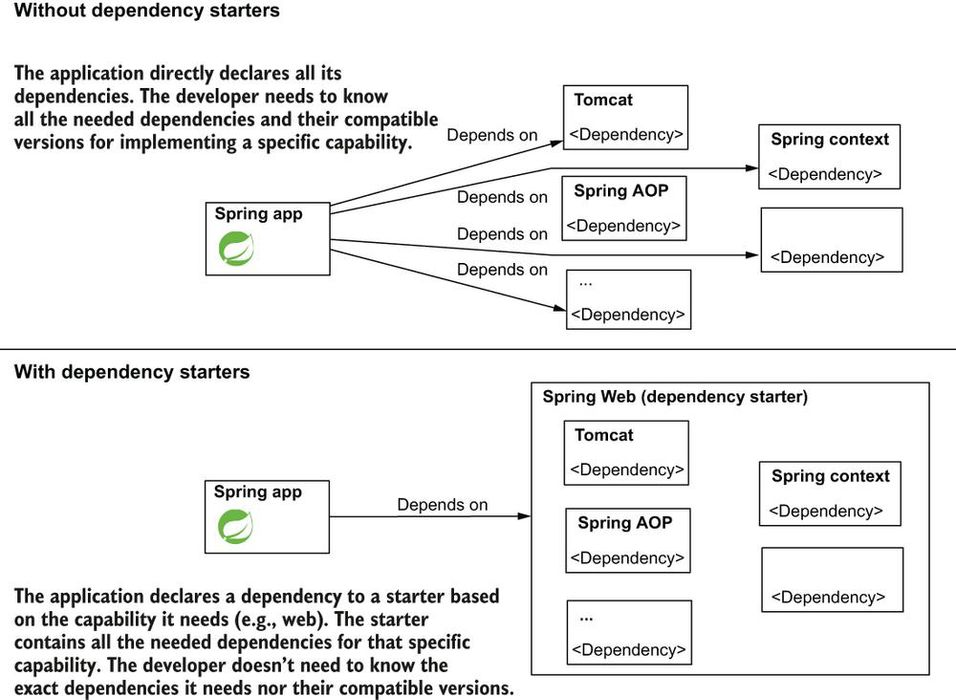 Without dependency starters
The application directly declares all its
dependencies. The developer needs to know
all the needed dependencies and their compatible
versions for implementing a specific capability.
Depends on
Tomcat
<Dependency>
Spring context
<Dependency>
Depends on
Spring AOP
<Dependency>
Spring app
Depends on
<Dependency>
Depends on
...
<Dependency>
With dependency starters
Spring Web (dependency starter)
Tomcat
<Dependency>
Spring context
<Dependency>
Spring app
Depends on
Spring AOP
<Dependency>
<Dependency>
...
<Dependency>
The application declares a dependency to a starter based
on the capability it needs (e.g., web). The starter
contains all the needed dependencies for that specific
capability. The developer doesn't need to know the
exact dependencies it needs nor their compatible versions.